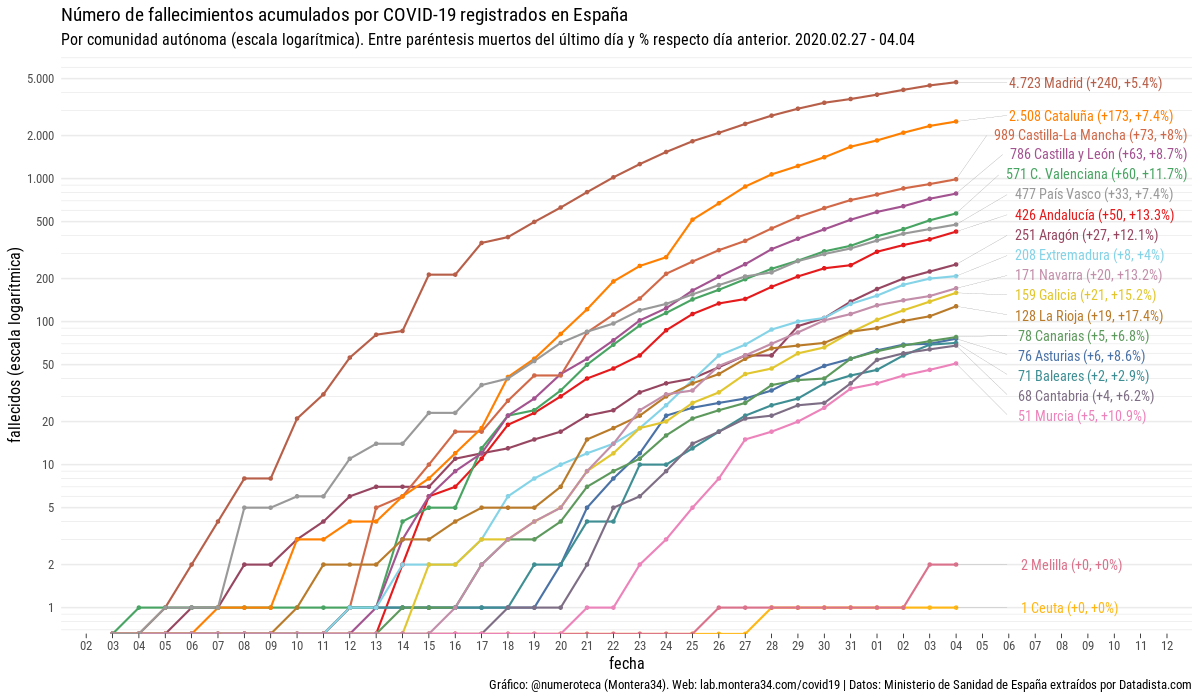 Número de fallecimientos acumulados por COVID-19 registrados en España
Por comunidad autónoma (escala logarítmica). Entre paréntesis muertos del último día y % respecto día anterior. 2020.02.27 - 04.04
fallecidos (escala logarítmica)
5.000
2.000
1.000
500
200
100
50
20
10
5
2
1
4.723 Madrid (+240, +5.4%)
2.508 Cataluña (+173, +7.4%)
989 Castilla-La Mancha (+73, +8%)
786 Castilla y León (+63, +8.7%)
571 C. Valenciana (+60, +11.7%)
477 País Vasco (+33, +7.4%)
426 Andalucía (+50, +13.3%)
251 Aragón (+27, +12.1%)
208 Extremadura (+8, +4%)
171 Navarra (+20, +13.2%)
159 Galicia (+21, +15.2%)
128 La Rioja (+19, +17.4%)
78 Canarias (+5, +6.8%)
76 Asturias (+6, +8.6%)
71 Baleares (+2, +2.9%)
68 Cantabria (+4, +6.2%)
51 Murcia (+5, +10.9%)
2 Melilla (+0, +0%)
1 Ceuta (+0, +0%)
02 03 04 05 06 07 08 09 10 11 12 13 14 15 16 17 18 19 20 21 22 23 24 25 26 27 28 29 30 31 01 02 03 04 05 06 07 08 09 10 11 12
fecha
Gráfico: @numeroteca (Montera34). Web: lab.montera34.com/covid19 | Datos: Ministerio de Sanidad de España extraídos por Datadista.com